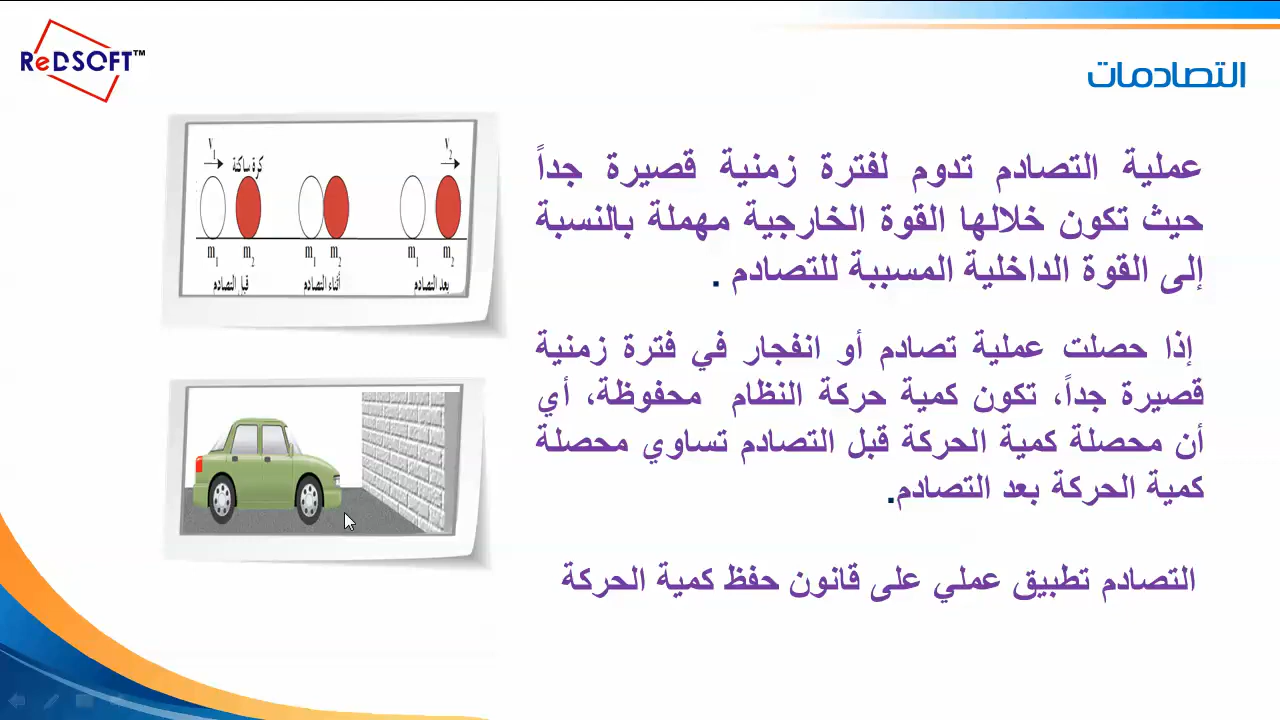 ReDSOFT™
التصادمات
عملية التصادم تدوم لفترة زمنية قصيرة جداً
حيث تكون خلالها القوة الخارجية مهملة بالنسبة
إلى القوة الداخلية المسببة للتصادم .
إذا حصلت عملية تصادم أو انفجار في فترة زمنية
قصيرة جداً، تكون كمية حركة النظام محفوظة، أي
أن محصلة كمية الحركة قبل التصادم تساوي محصلة
كمية الحركة بعد التصادم.
التصادم تطبيق عملي على قانون حفظ كمية الحركة
v1 كرة ساكنة v2
m1 m2 m1 m2 m1 m2
قبل التصادم أثناء التصادم بعد التصادم